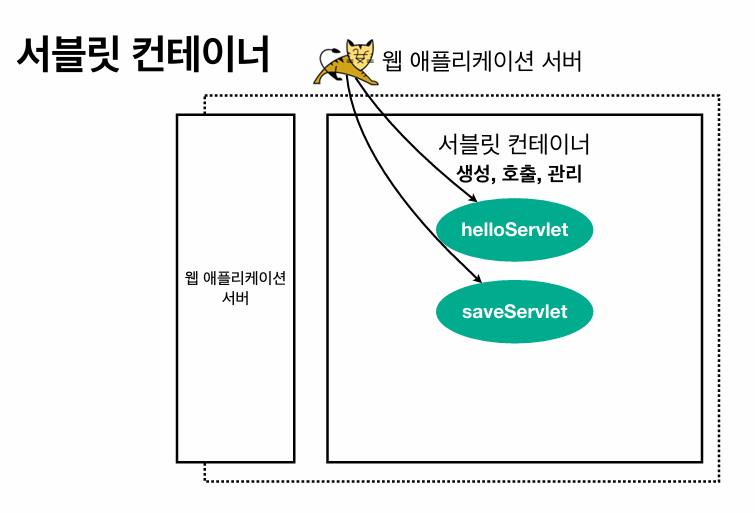 서블릿 컨테이너
웹 애플리케이션 서버
서블릿 컨테이너
생성, 호출, 관리
helloServlet
웹 애플리케이션
서버
saveServlet